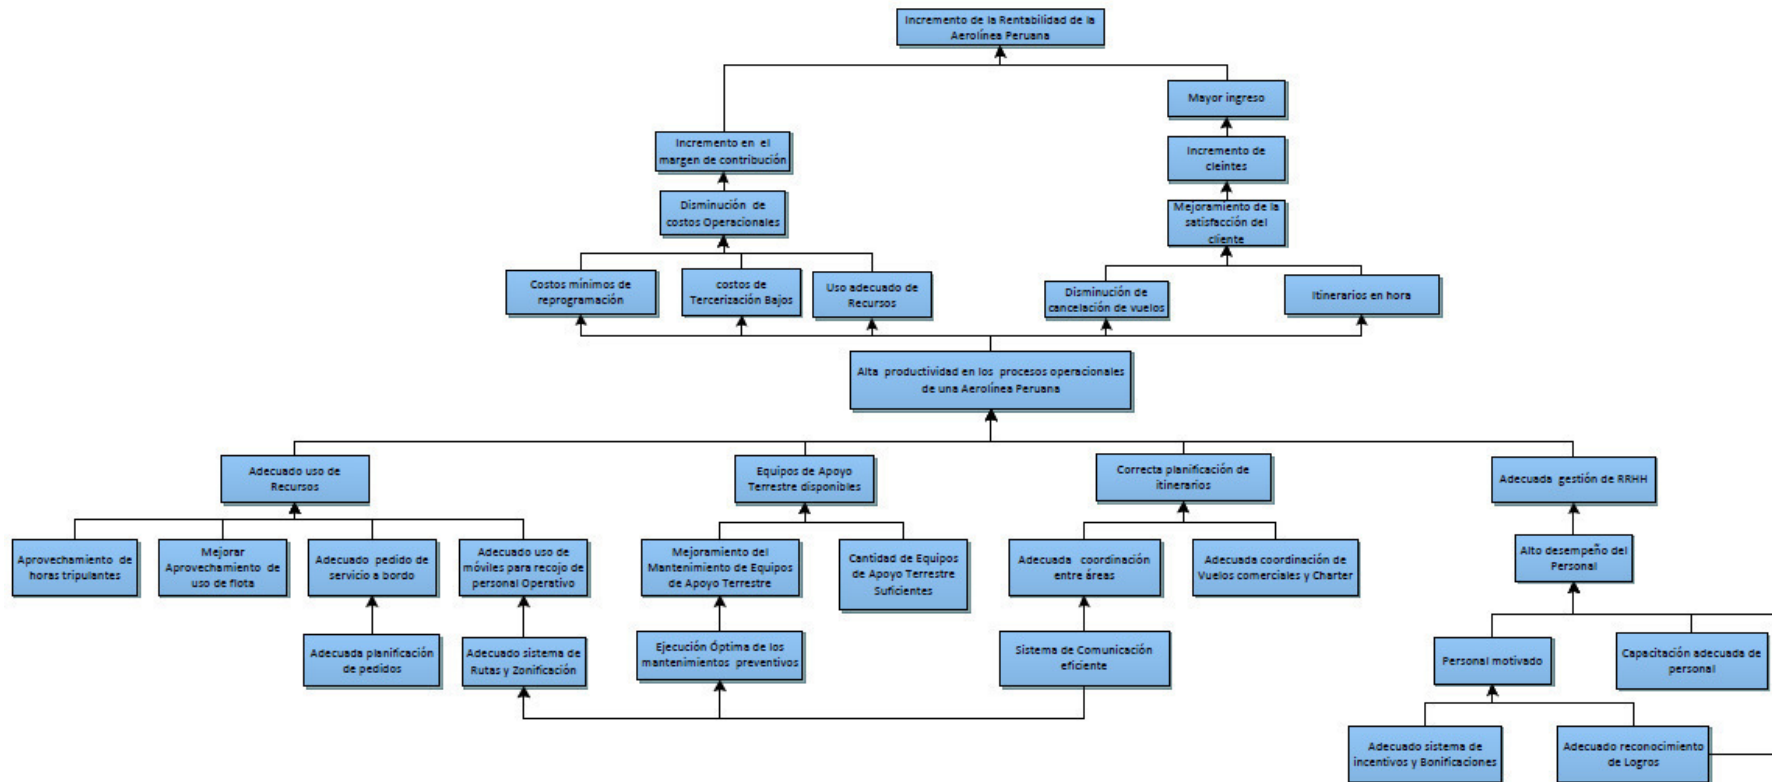 Incremento de la Rentabilidad de la
Aerolínea Peruana
Mayor ingreso
Incremento en el
margen de contribución
Incremento de
cleintes
Disminución de
costos Operacionales
Mejoramiento de la
satisfacción del
cliente
Costos mínimos de
reprogramación
costos de
Tercerización Bajos
Uso adecuado de
Recursos
Disminución de
cancelación de vuelos
Itinerarios en hora
Alta productividad en los procesos operacionales
de una Aerolínea Peruana
Adecuado uso de
Recursos
Equipos de Apoyo
Terrestre disponibles
Correcta planificación de
itinerarios
Adecuada gestión de RRHH
Aprovechamiento de
horas tripulantes
Mejorar
Aprovechamiento de
uso de flota
Adecuado pedido de
servicio a bordo
Adecuado uso de
móviles para recojo de
personal Operativo
Mejoramiento del
Mantenimiento de Equipos
de Apoyo Terrestre
Cantidad de Equipos
de Apoyo Terrestre
Suficientes
Adecuada coordinación
entre áreas
Adecuada coordinación de
Vuelos comerciales y Charter
Alto desempeño del
Personal
Adecuada planificación
de pedidos
Adecuado sistema de
Rutas y Zonificación
Ejecución Óptima de los
mantenimientos preventivos
Sistema de Comunicación
eficiente
Personal motivado
Capacitación adecuada de
personal
Adecuado sistema de
incentivos y Bonificaciones
Adecuado reconocimiento
de Logros